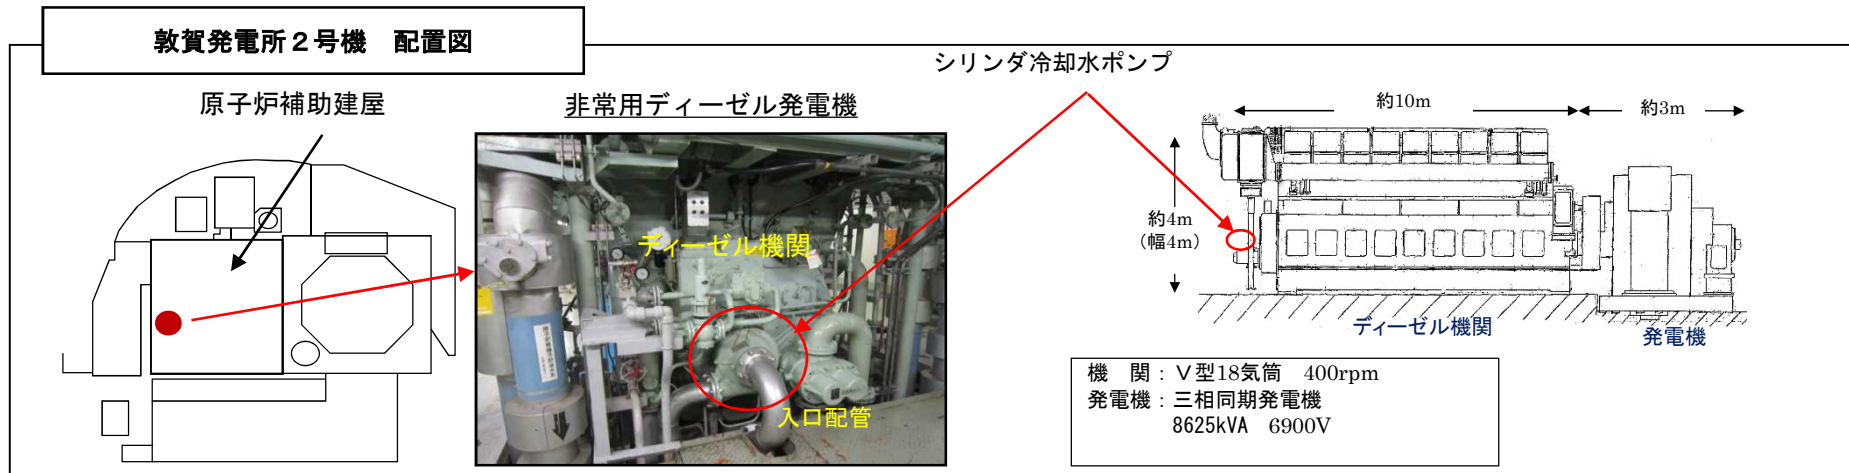 敦賀発電所２号機　配置図
シリンダ冷却水ポンプ
原子炉補助建屋
非常用ディーゼル発電機
約10m
約3m
約4m
（幅4m）
ディーゼル機関
入口配管
ディーゼル機関
発電機
機　関：Ｖ型18気筒　400rpm
発電機：三相同期発電機
8625kVA　6900V